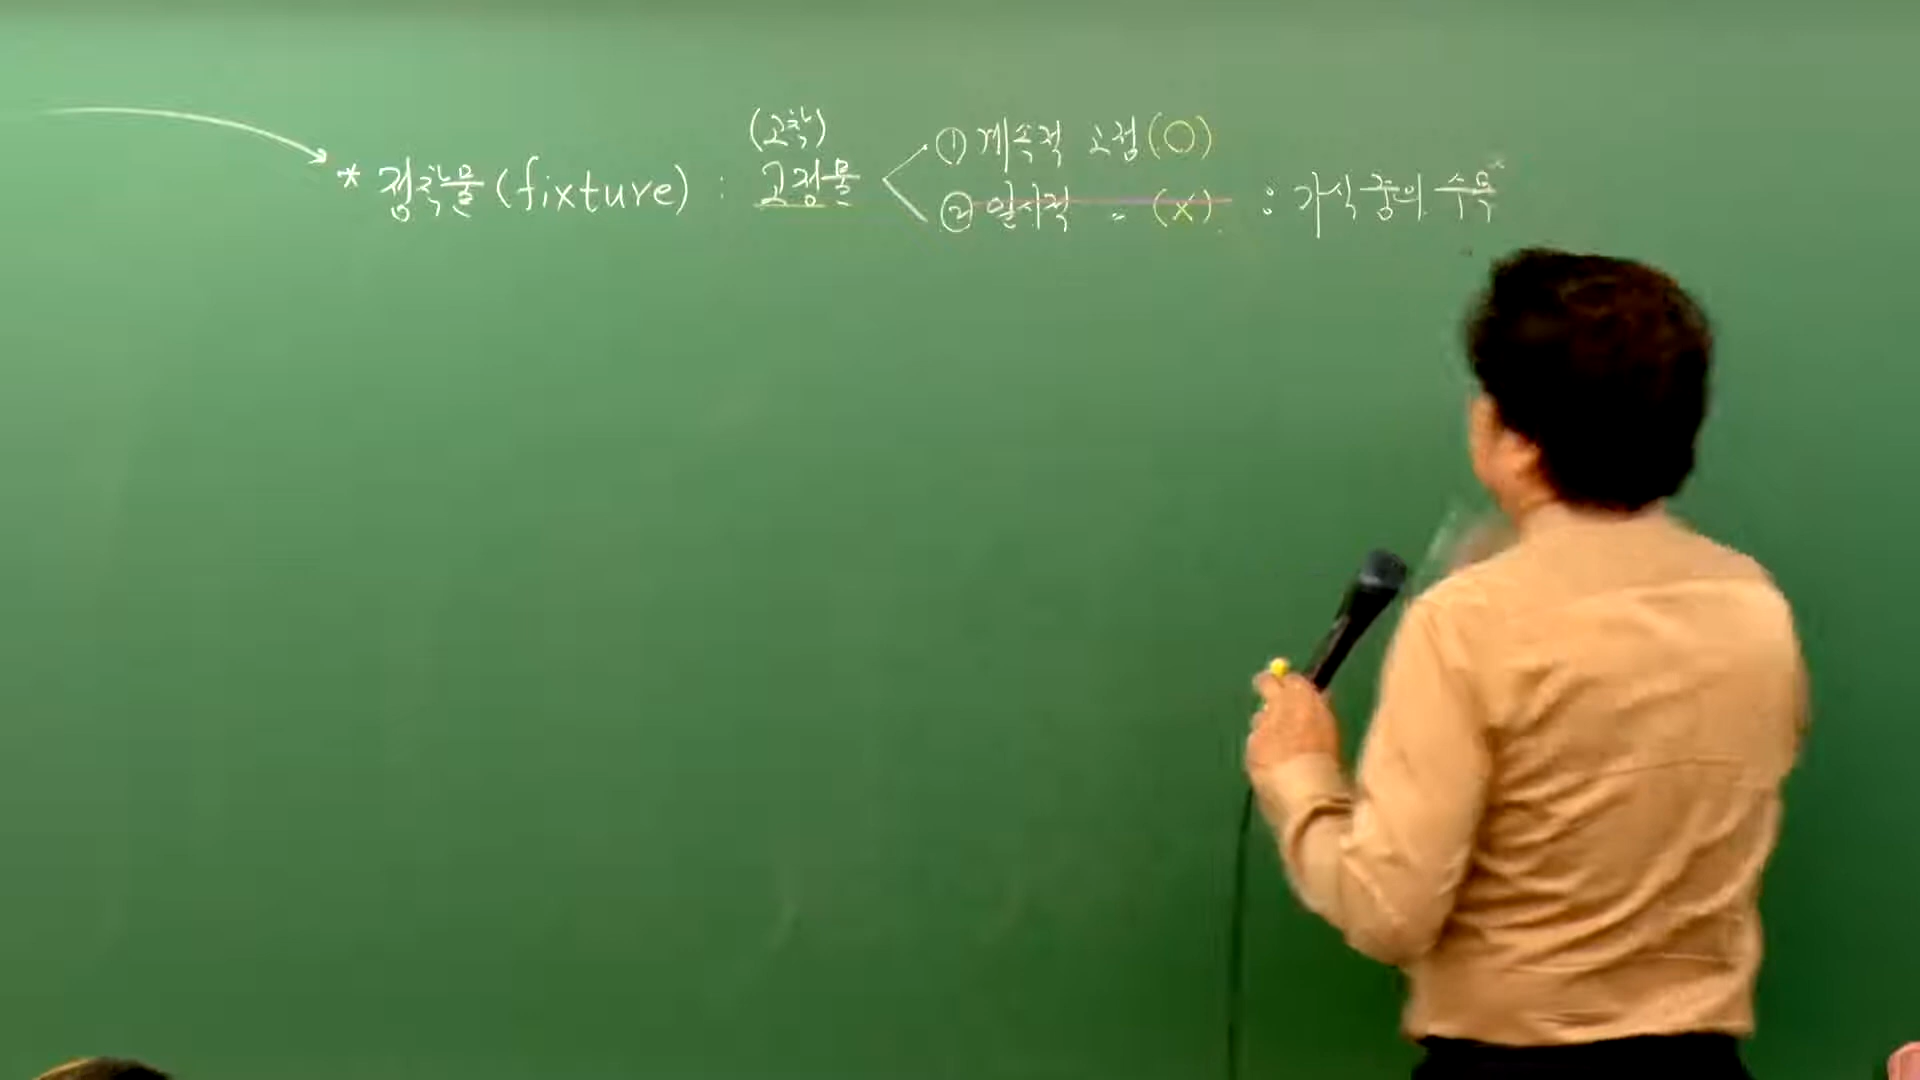 (고착)
① 계속적 고정(O)
* 정착물(fixture) : 고정물
② 일시적 〃 (X) : 가식 중의 수목